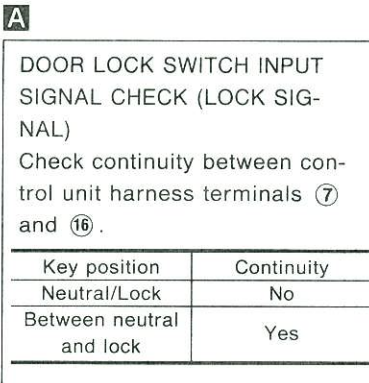 A
DOOR LOCK SWITCH INPUT
SIGNAL CHECK (LOCK SIG-
NAL)
Check continuity between con-
trol unit harness terminals ⑦
and ⑯.
Key position Continuity
Neutral/Lock No
Between neutral
and lock Yes